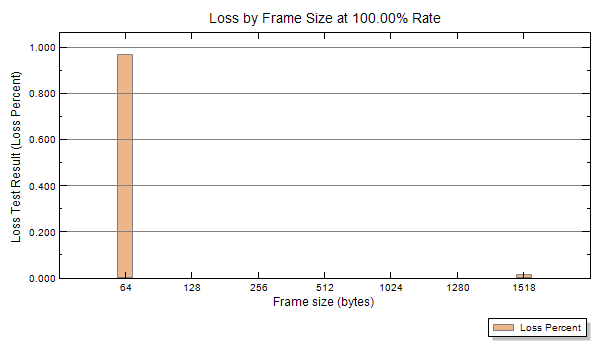 Loss by Frame Size at 100.00% Rate
Loss Test Result (Loss Percent)
1.000
0.800
0.600
0.400
0.200
0.000
64 128 256 512 1024 1280 1518
Frame size (bytes)
Loss Percent